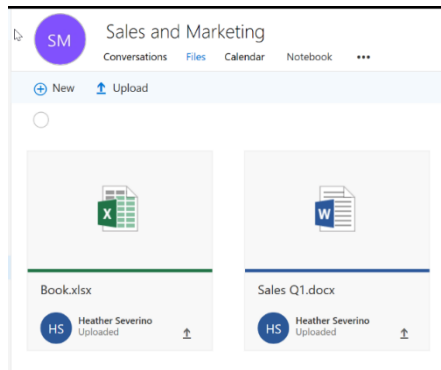 SM
Sales and Marketing
Conversations Files Calendar Notebook •••
New Upload
X
W
Book.xlsx
Sales Q1.docx
HS
Heather Severino
Uploaded
HS
Heather Severino
Uploaded